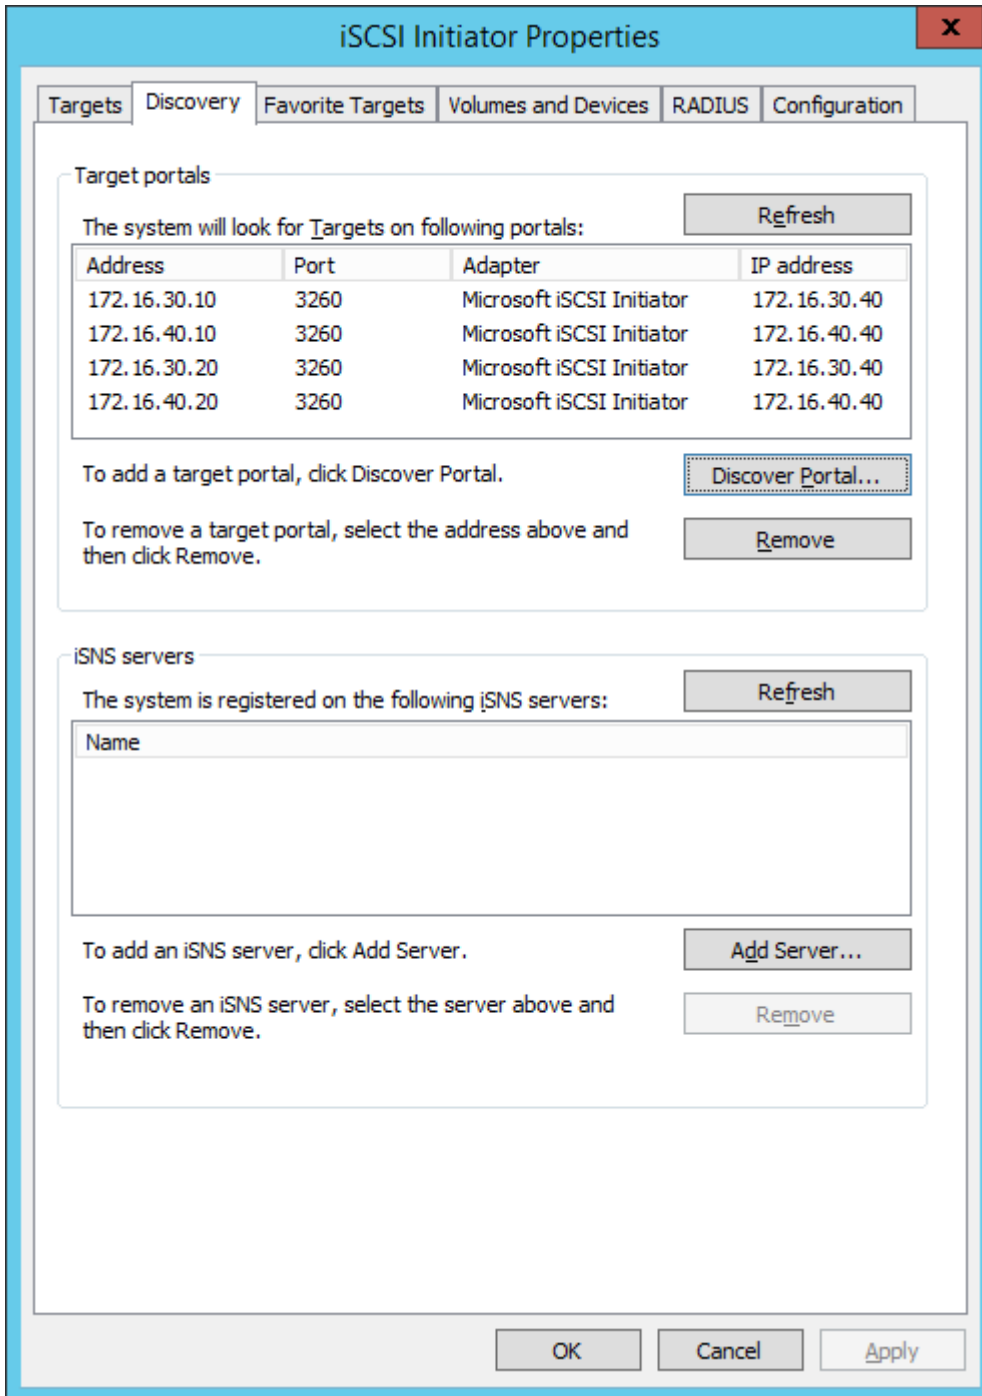 iSCSI Initiator Properties
x
Targets Discovery Favorite Targets Volumes and Devices RADIUS Configuration
Target portals
Refresh
The system will look for Targets on following portals:
Address Port Adapter IP address
172.16.30.10 3260 Microsoft iSCSI Initiator 172.16.30.40
172.16.40.10 3260 Microsoft iSCSI Initiator 172.16.40.40
172.16.30.20 3260 Microsoft iSCSI Initiator 172.16.30.40
172.16.40.20 3260 Microsoft iSCSI Initiator 172.16.40.40
To add a target portal, click Discover Portal. Discover Portal...
To remove a target portal, select the address above and
then click Remove.
Remove
iSNS servers
Refresh
The system is registered on the following iSNS servers:
Name
To add an iSNS server, click Add Server. Add Server...
To remove an iSNS server, select the server above and
then click Remove.
Remove
OK Cancel Apply